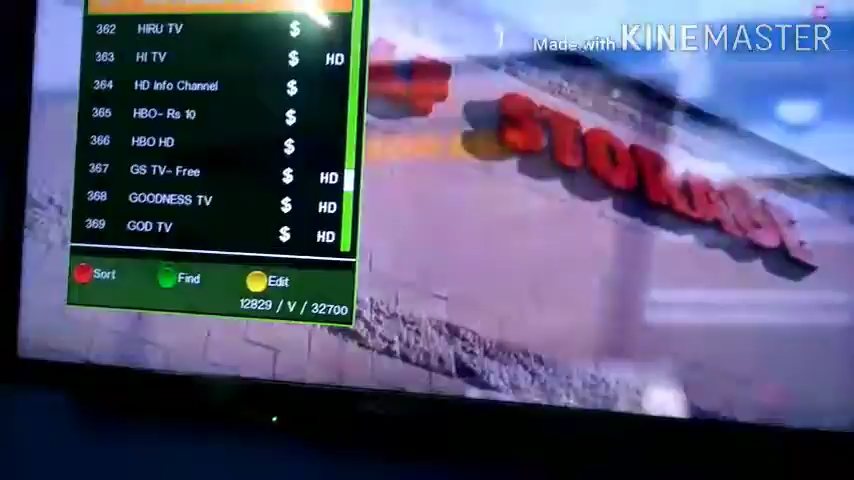 Made with KINEMASTER
362 HIRU TV $
363 HI TV $ HD
364 HD Info Channel $
365 HBO- Rs 10 $
366 HBO HD $
367 GS TV- Free $ HD
368 GOODNESS TV $ HD
369 GOD TV $ HD
Sort Find Edit
12829 / V / 32700